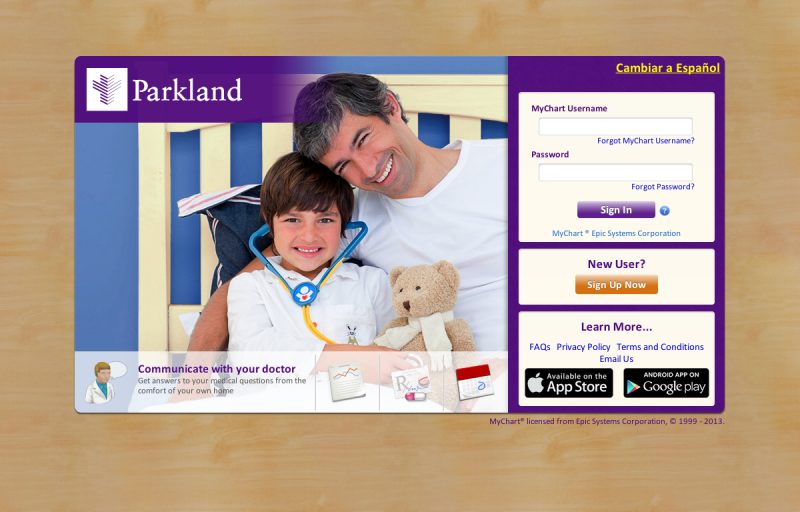 Parkland
Cambiar a Español
MyChart Username
Forgot MyChart Username?
Password
Forgot Password?
Sign In
?
MyChart ® Epic Systems Corporation
New User?
Sign Up Now
Learn More...
FAQs Privacy Policy Terms and Conditions
Email Us
Available on the
App Store
ANDROID APP ON
Google play
Communicate with your doctor
Get answers to your medical questions from the
comfort of your own home
MyChart® licensed from Epic Systems Corporation, © 1999 - 2013.